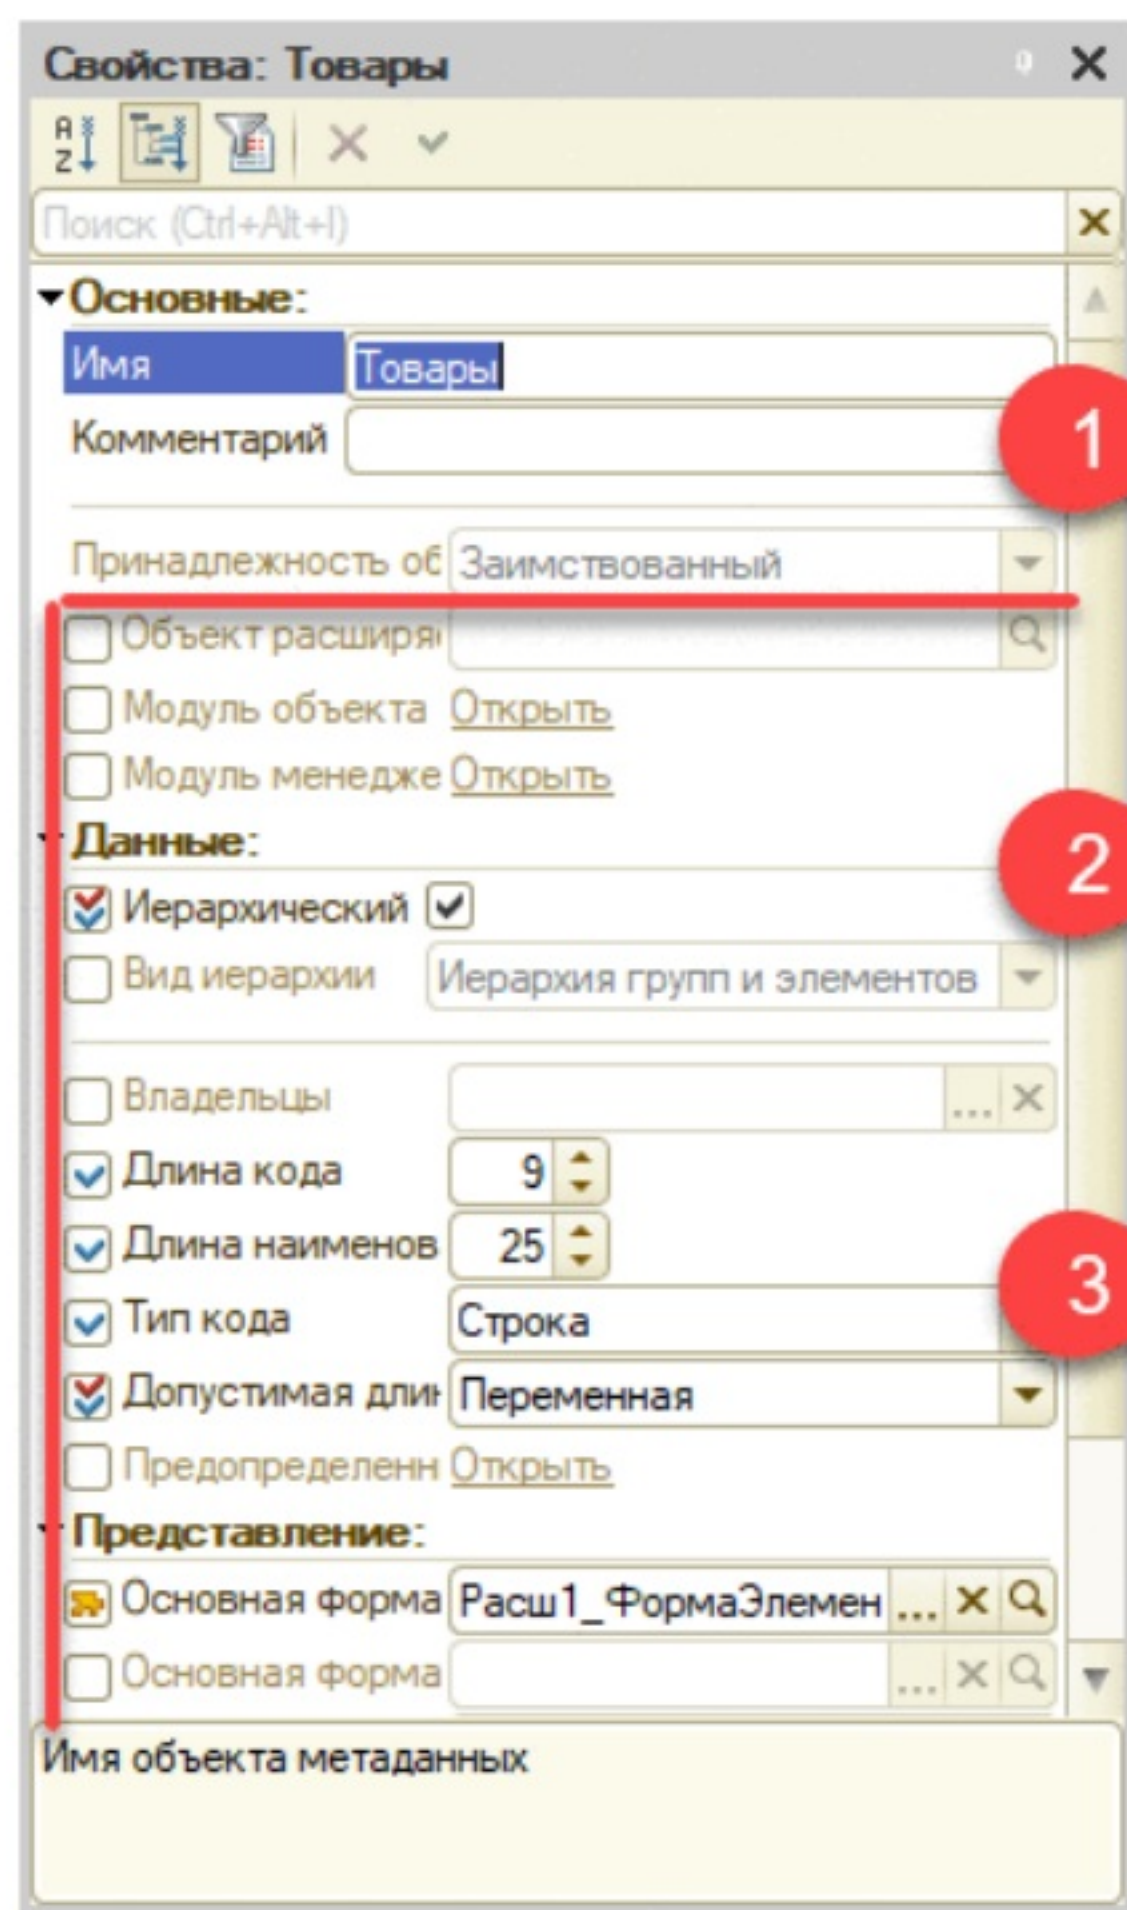 Свойства: Товары
Поиск (Ctrl+Alt+I)
Основные:
Имя Товары
Комментарий
1
Принадлежность об Заимствованный
Объект расширя
Модуль объекта Открыть
Модуль менедже Открыть
Данные:
2
Иерархический
Вид иерархии Иерархия групп и элементов
Владельцы ...
Длина кода 9
Длина наименов 25
3
Тип кода Строка
Допустимая длин Переменная
Предопределенн Открыть
Представление:
Основная форма Расш1_ФормаЭлемен ...
Основная форма ...
Имя объекта метаданных